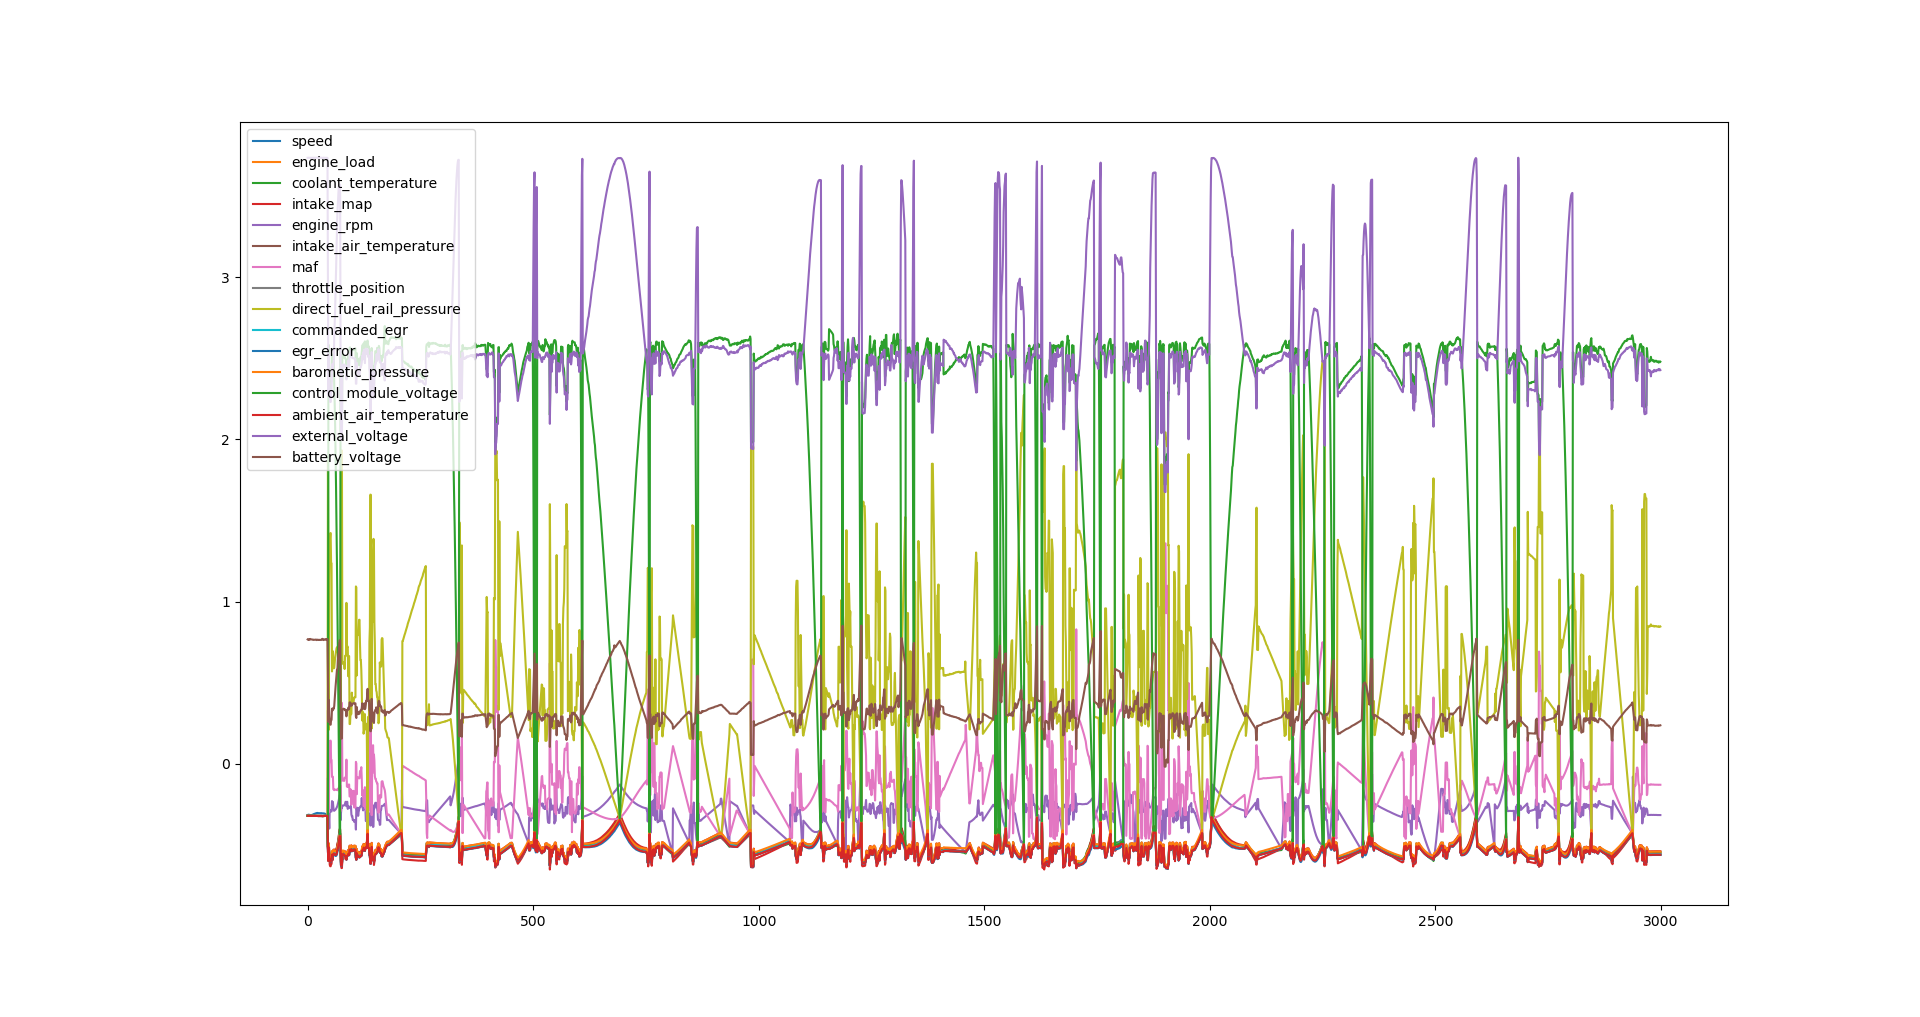 speed
engine_load
coolant_temperature
intake_map
engine_rpm
intake_air_temperature
maf
throttle_position
direct_fuel_rail_pressure
commanded_egr
egr_error
barometic_pressure
control_module_voltage
ambient_air_temperature
external_voltage
battery_voltage
3
2
1
0
0 500 1000 1500 2000 2500 3000